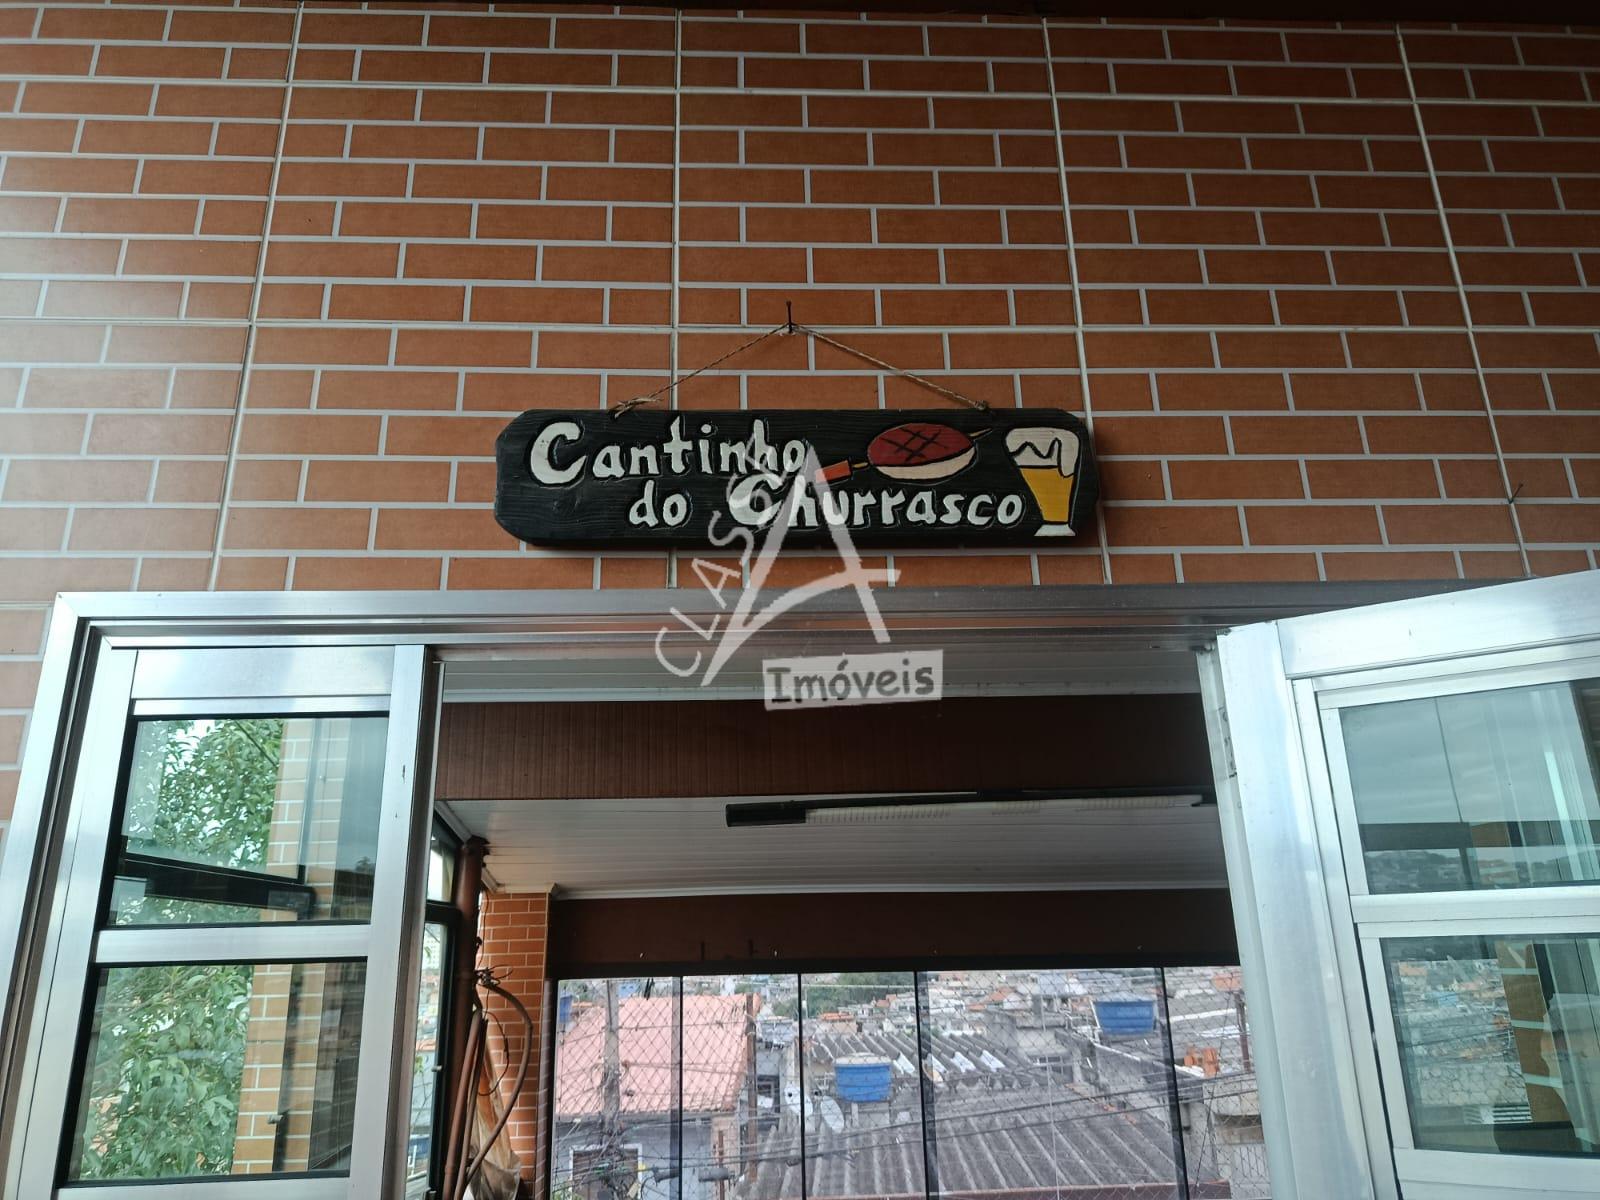 Cantinho
do Churrasco
CLASSE A
Imóveis